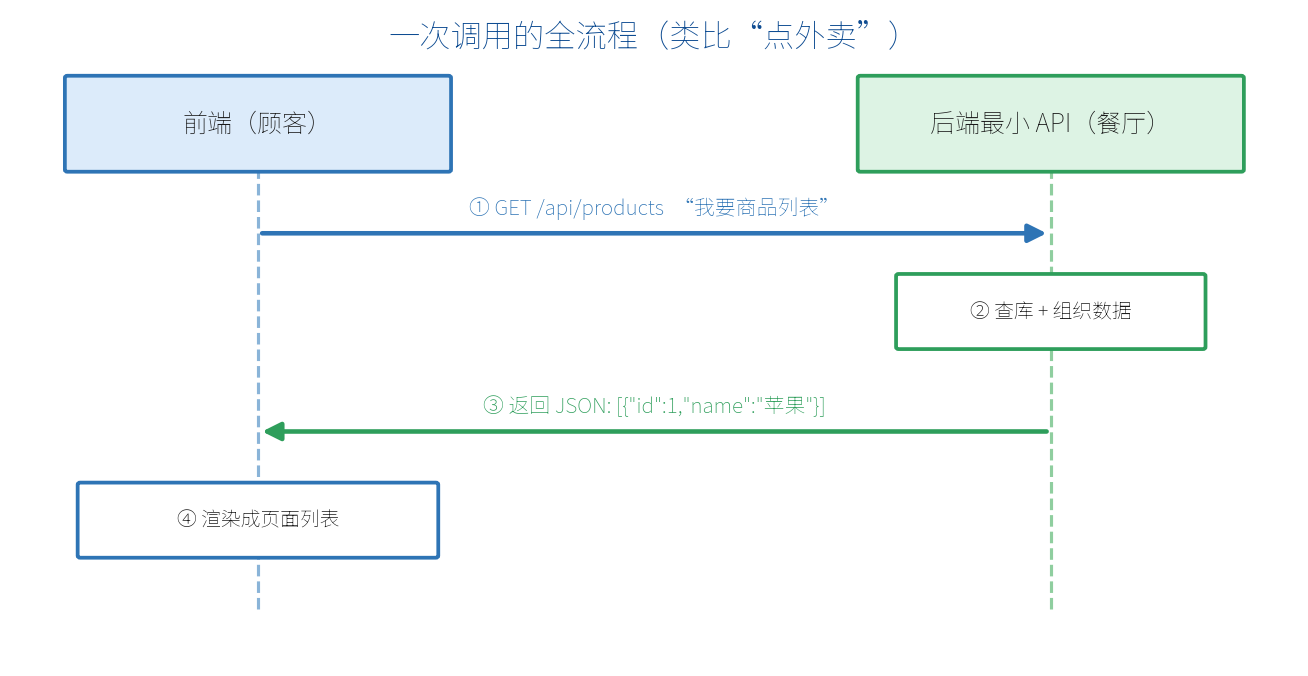 一次调用的全流程（类比“点外卖”）
前端（顾客）
后端最小 API（餐厅）
① GET /api/products “我要商品列表”
② 查库 + 组织数据
③ 返回 JSON: [{"id":1,"name":"苹果"}]
④ 渲染成页面列表